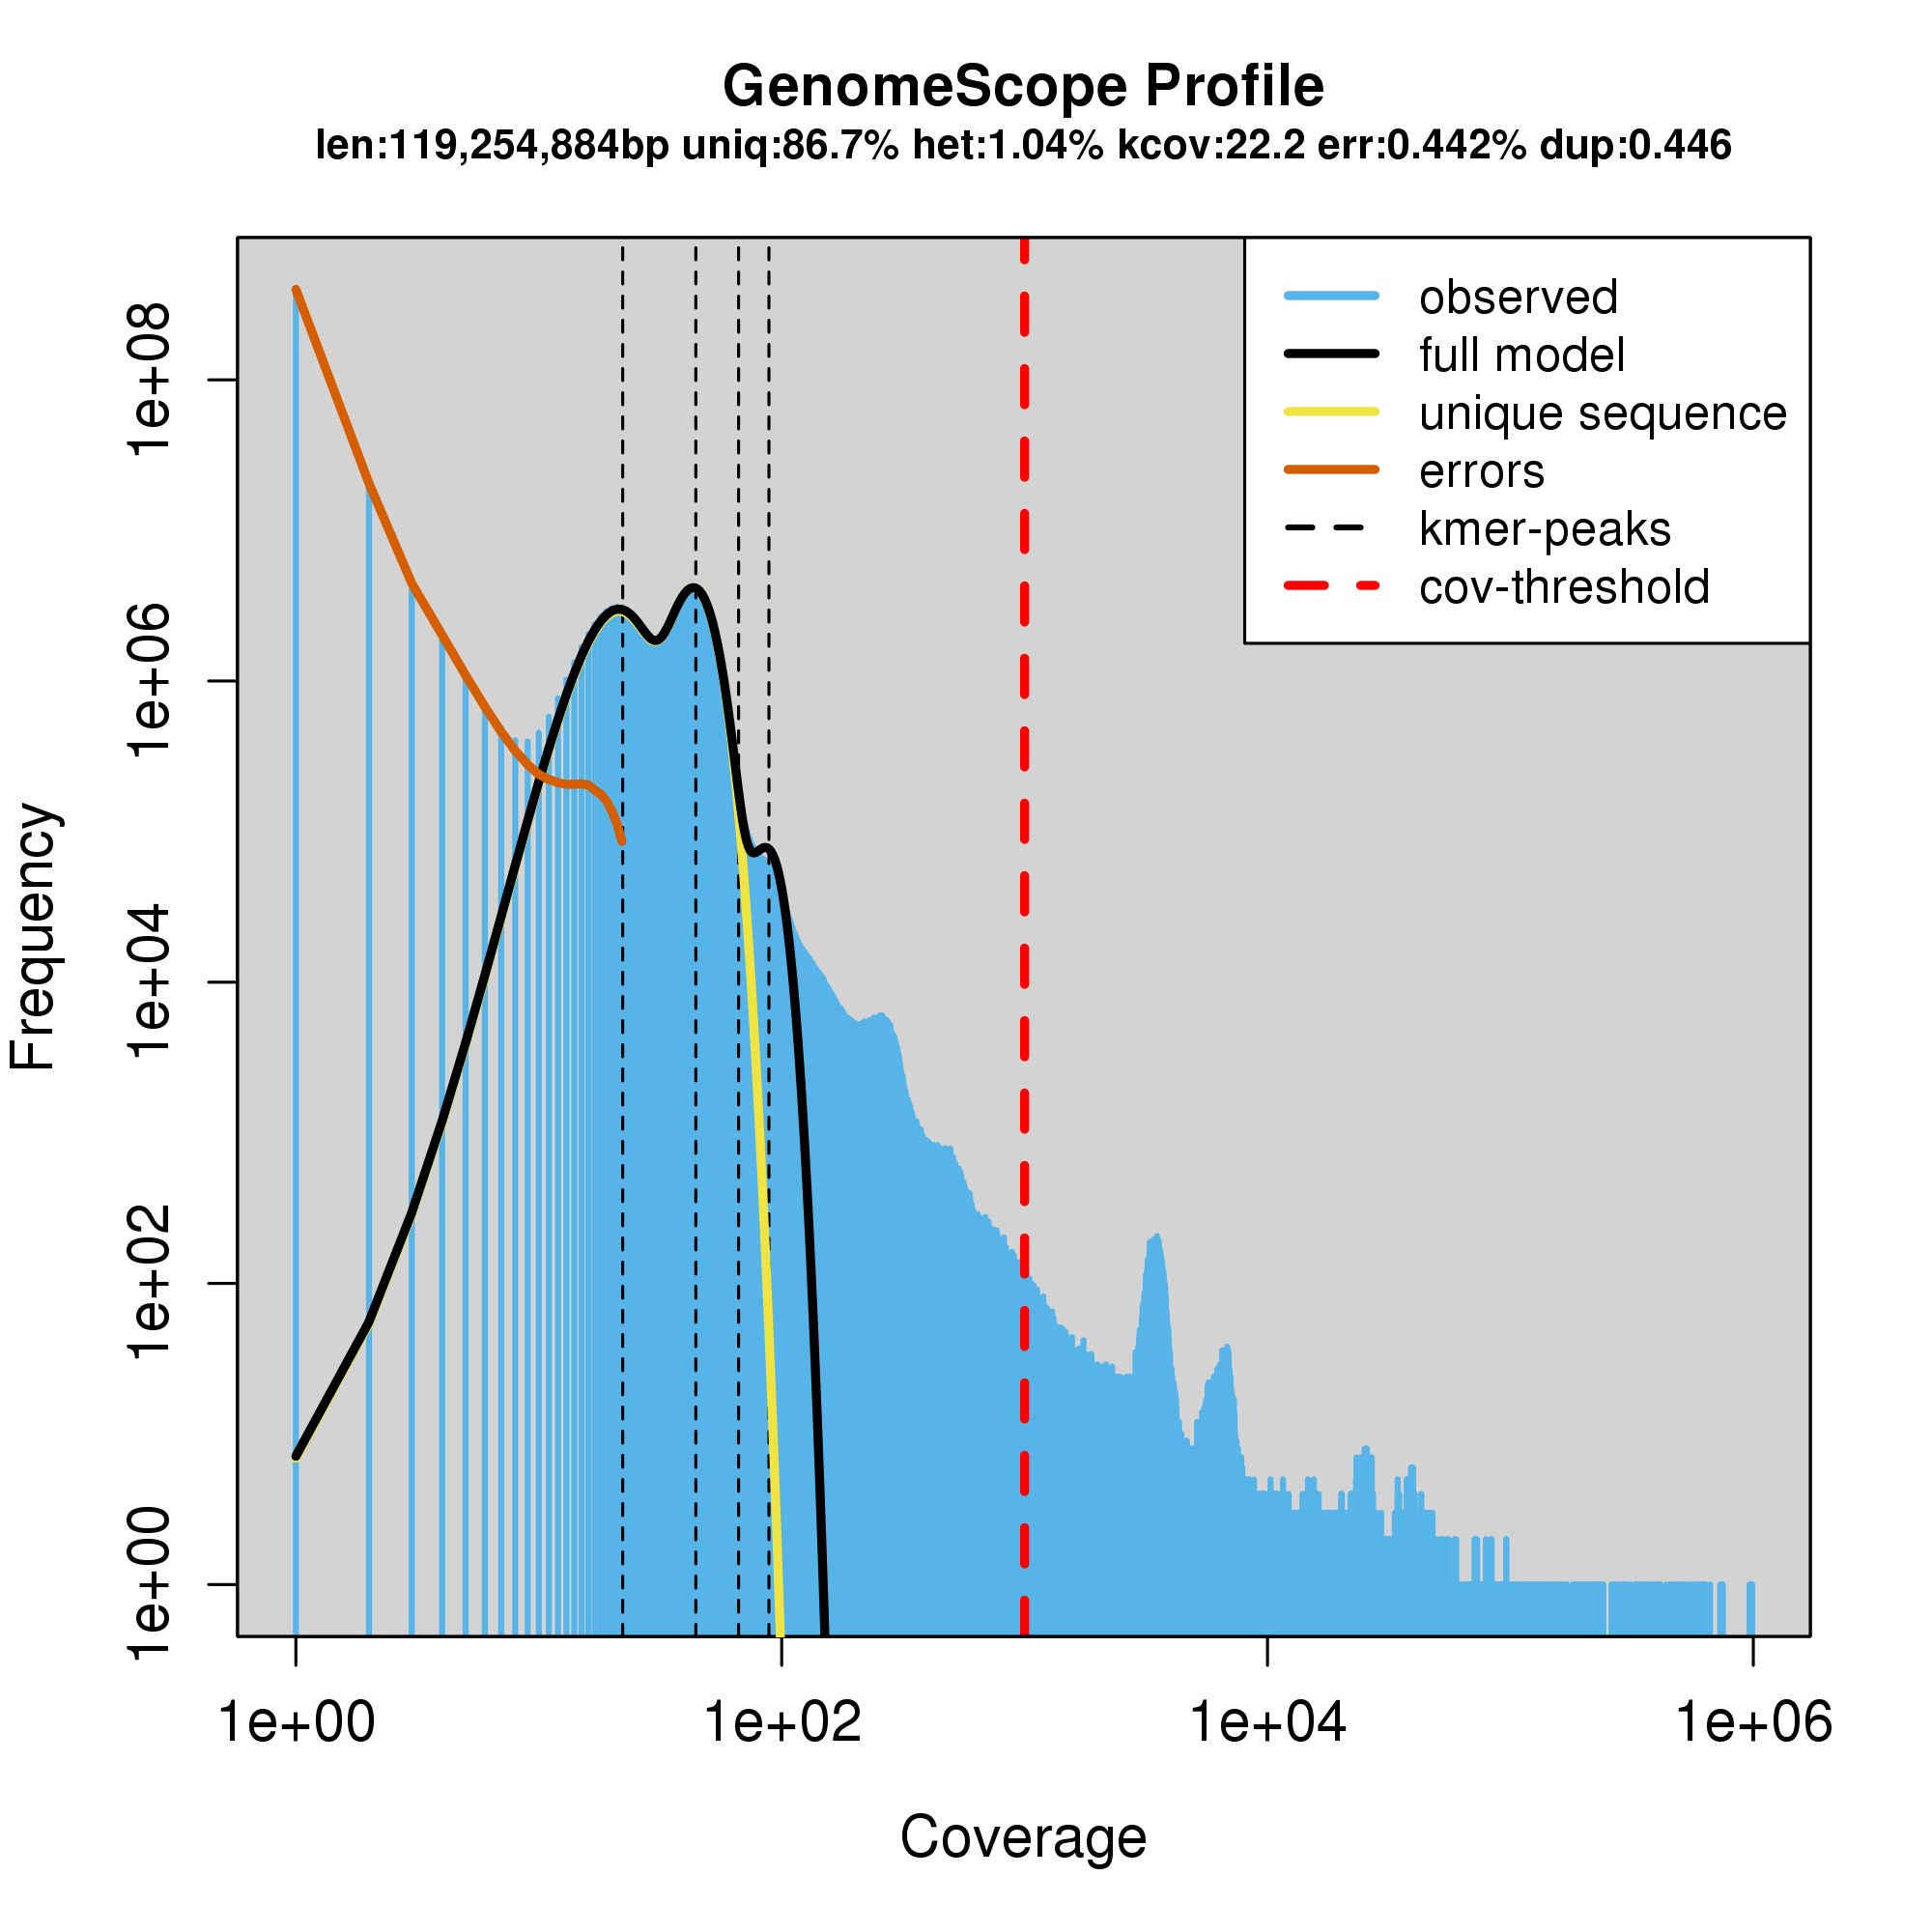 GenomeScope Profile
len:119,254,884bp uniq:86.7% het:1.04% kcov:22.2 err:0.442% dup:0.446
observed
full model
unique sequence
errors
kmer-peaks
cov-threshold
Frequency
1e+08
1e+06
1e+04
1e+02
1e+00
1e+00 1e+02 1e+04 1e+06
Coverage